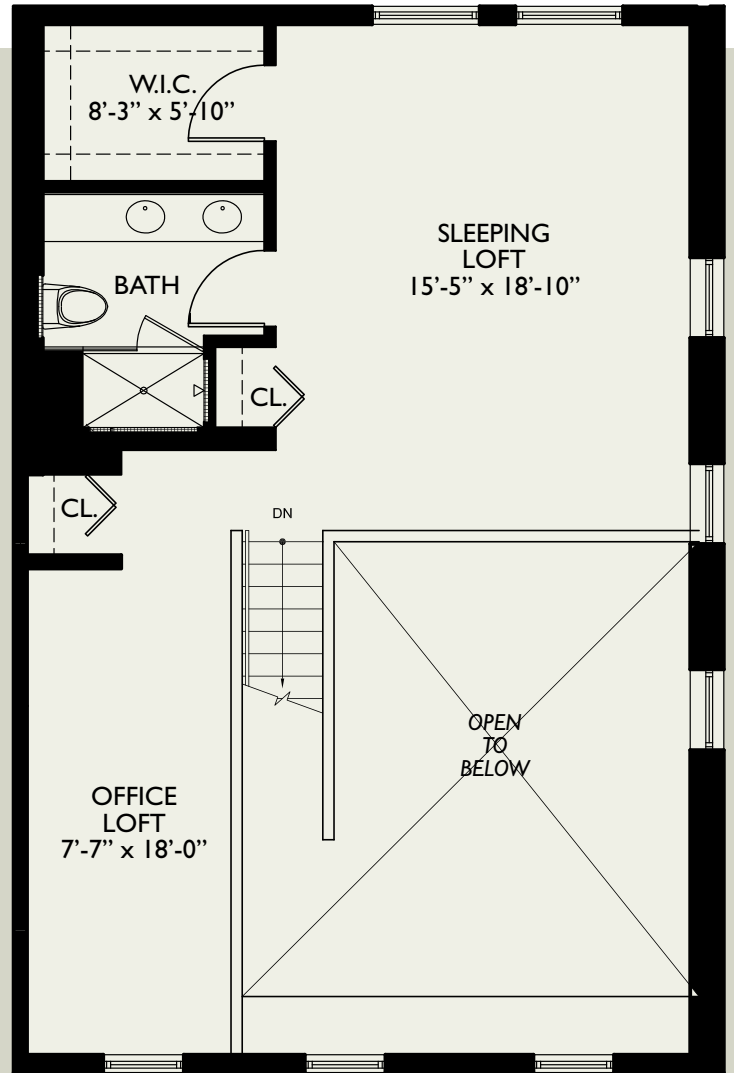 W.I.C.
8'-3” x 5'-10”
SLEEPING
LOFT
15'-5” x 18'-10”
BATH
CL.
CL.
DN
OPEN
TO
BELOW
OFFICE
LOFT
7'-7” x 18'-0”